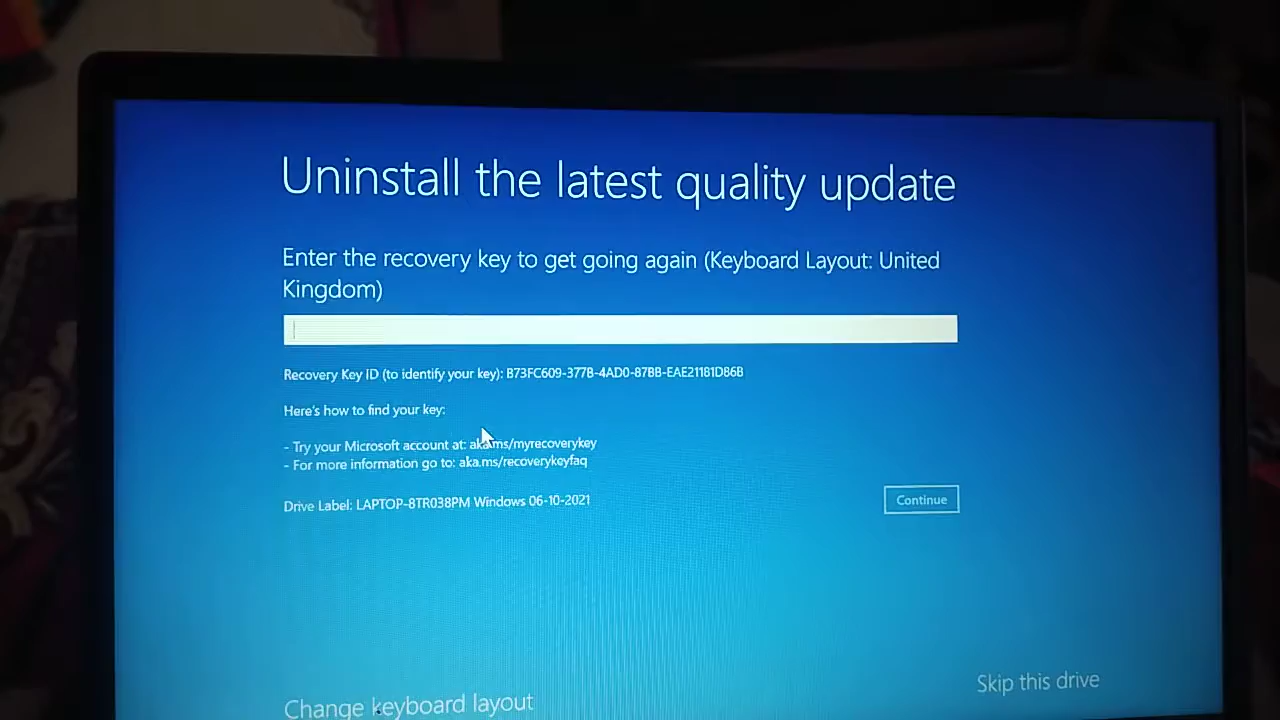 Uninstall the latest quality update
Enter the recovery key to get going again (Keyboard Layout: United
Kingdom)
Recovery Key ID (to identify your key): B73FC609-377B-4AD0-87BB-EAE21181D86B
Here's how to find your key:
- Try your Microsoft account at: aka.ms/myrecoverykey
- For more information go to: aka.ms/recoverykeyfaq
Drive Label: LAPTOP-8TR038PM Windows 06-10-2021
Continue
Skip this drive
Change keyboard layout